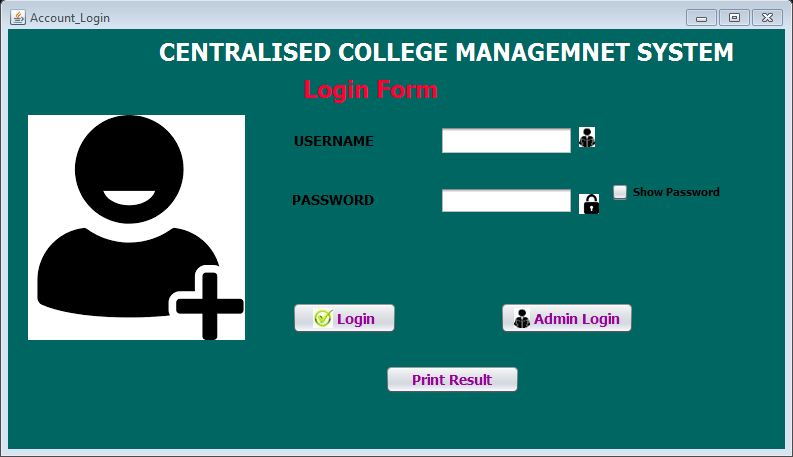 Account_Login
CENTRALISED COLLEGE MANAGEMNET SYSTEM
Login Form
USERNAME
PASSWORD
Show Password
Login
Admin Login
Print Result